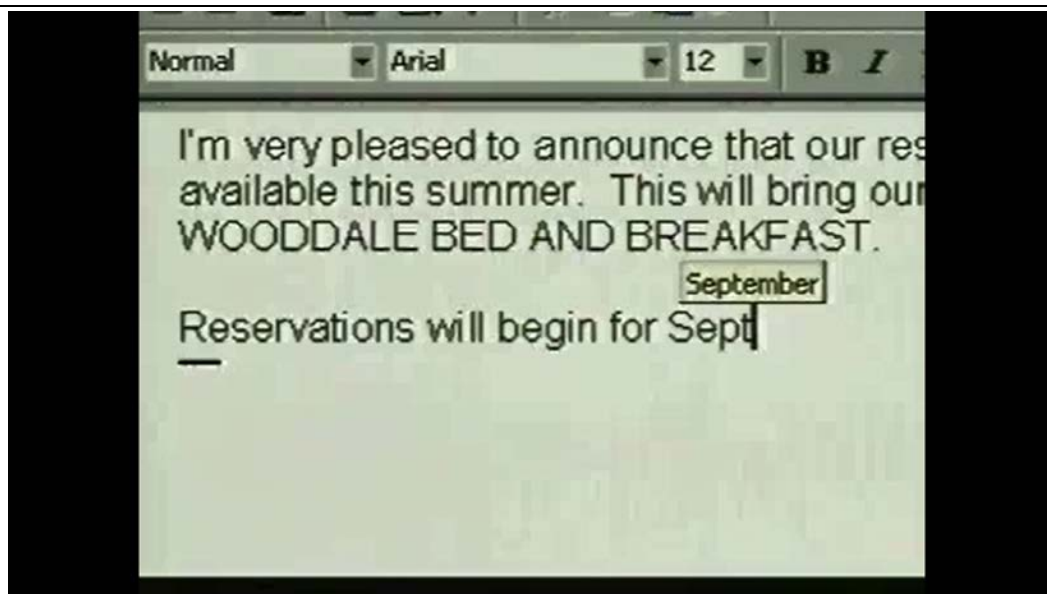 Normal Arial 12 B I
I'm very pleased to announce that our res
available this summer. This will bring our
WOODDALE BED AND BREAKFAST.
September
Reservations will begin for Sept